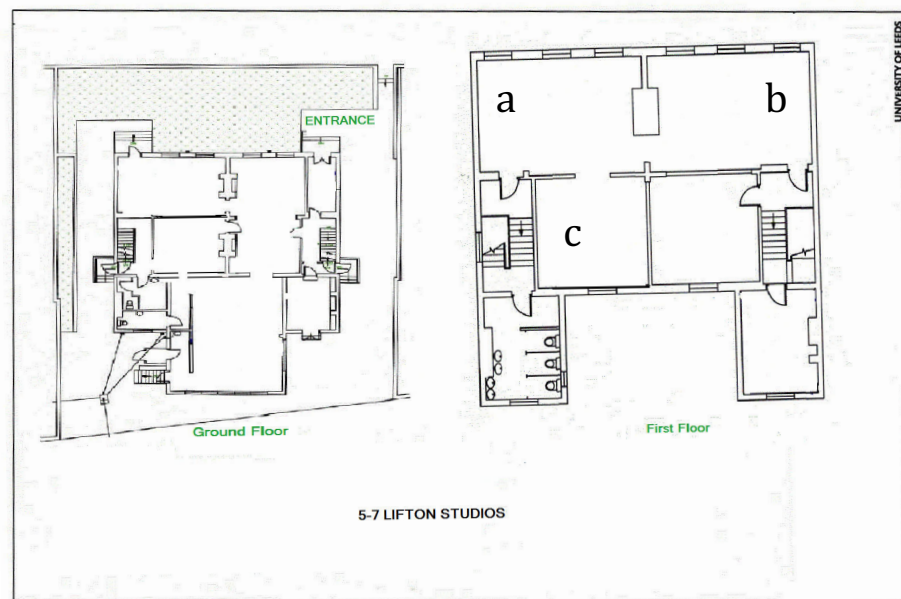 UNIVERSITY OF LEEDS
ENTRANCE
a
b
c
Ground Floor
First Floor
5-7 LIFTON STUDIOS